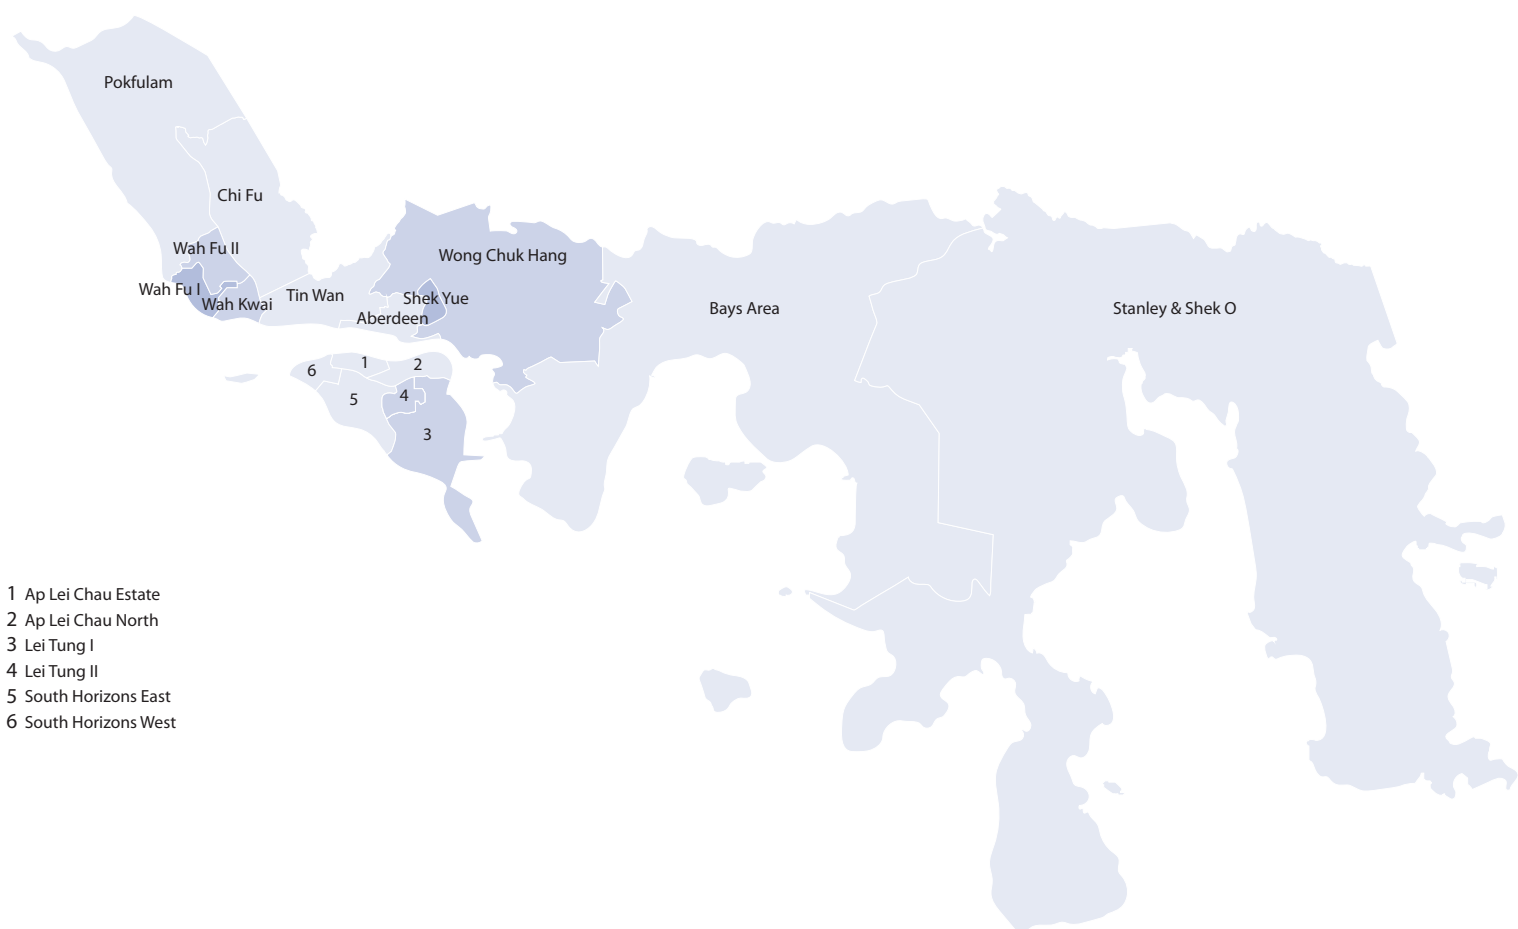 Pokfulam
Chi Fu
Wah Fu II
Wong Chuk Hang
Wah Fu I
Wah Kwai
Tin Wan
Shek Yue
Aberdeen
Bays Area
Stanley & Shek O
1
2
6
4
5
3
1 Ap Lei Chau Estate
2 Ap Lei Chau North
3 Lei Tung I
4 Lei Tung II
5 South Horizons East
6 South Horizons West